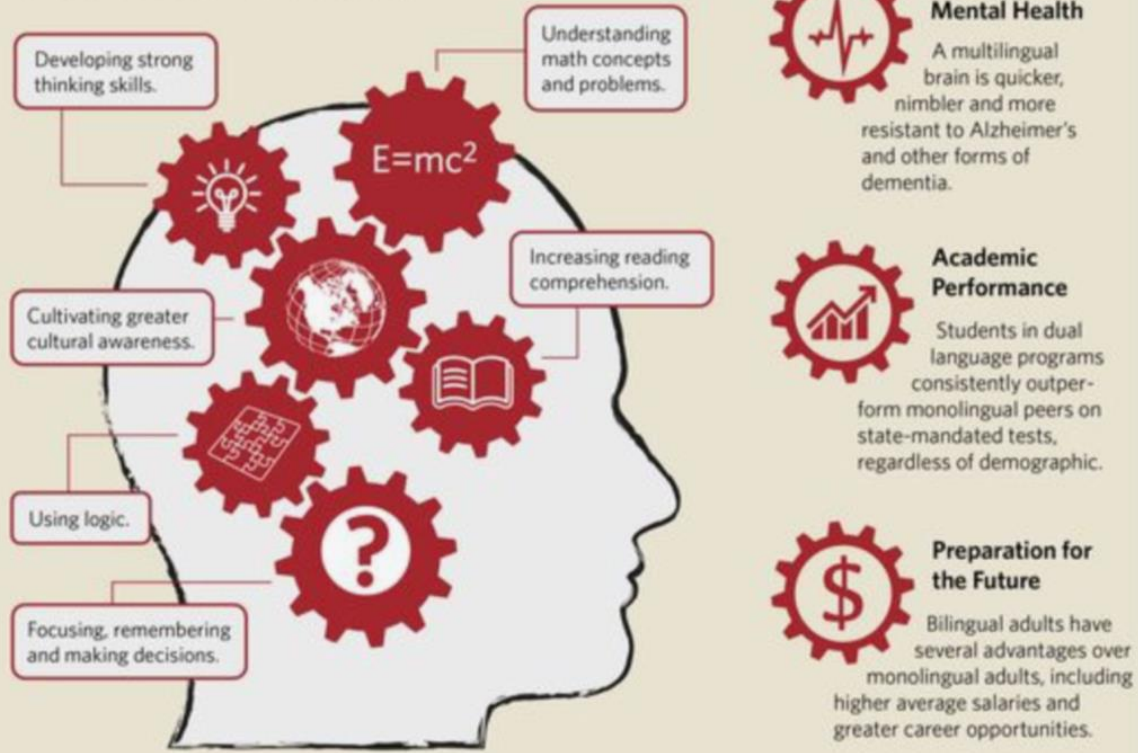 Developing strong
thinking skills.
Understanding
math concepts
and problems.
E=mc²
Cultivating greater
cultural awareness.
Increasing reading
comprehension.
Using logic.
?
Focusing, remembering
and making decisions.
Mental Health
A multilingual
brain is quicker,
nimbler and more
resistant to Alzheimer's
and other forms of
dementia.
Academic
Performance
Students in dual
language programs
consistently outper-
form monolingual peers on
state-mandated tests,
regardless of demographic.
$
Preparation for
the Future
Bilingual adults have
several advantages over
monolingual adults, including
higher average salaries and
greater career opportunities.